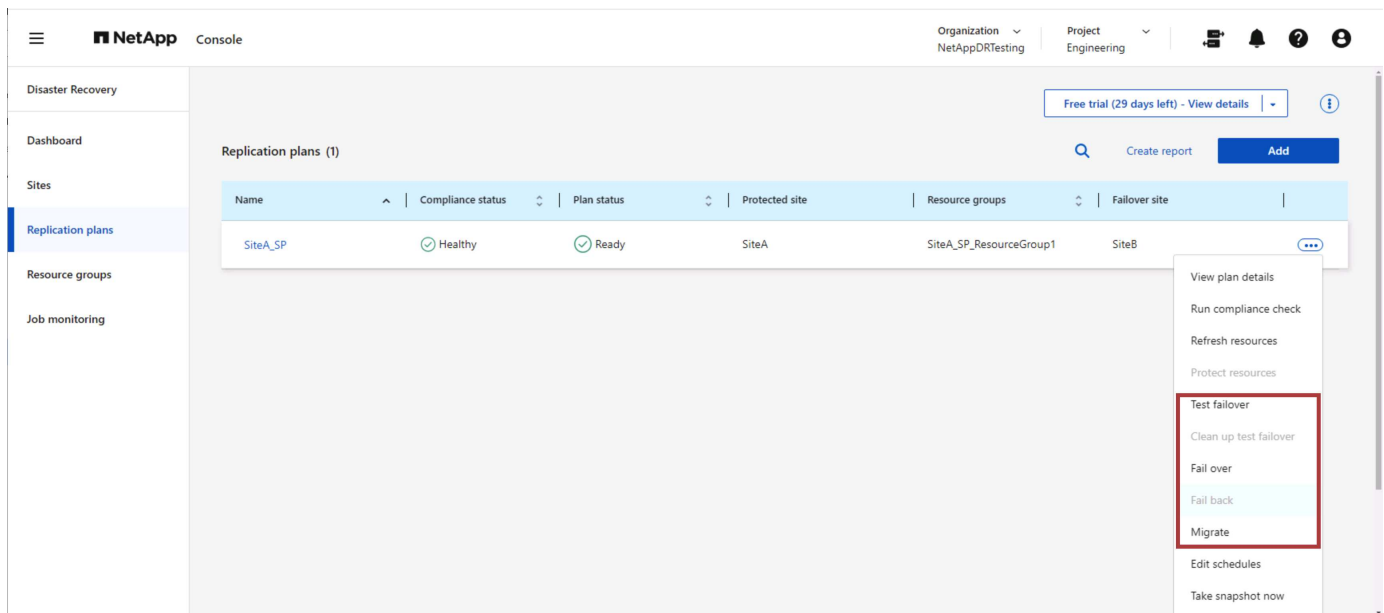 NetApp Console
Organization
NetAppDRTesting
Project
Engineering
Disaster Recovery
Dashboard
Sites
Replication plans
Resource groups
Job monitoring
Free trial (29 days left) - View details
Replication plans (1)
Create report
Add
Name Compliance status Plan status Protected site Resource groups Failover site
SiteA_SP Healthy Ready SiteA SiteA_SP_ResourceGroup1 SiteB
View plan details
Run compliance check
Refresh resources
Protect resources
Test failover
Clean up test failover
Fail over
Fail back
Migrate
Edit schedules
Take snapshot now